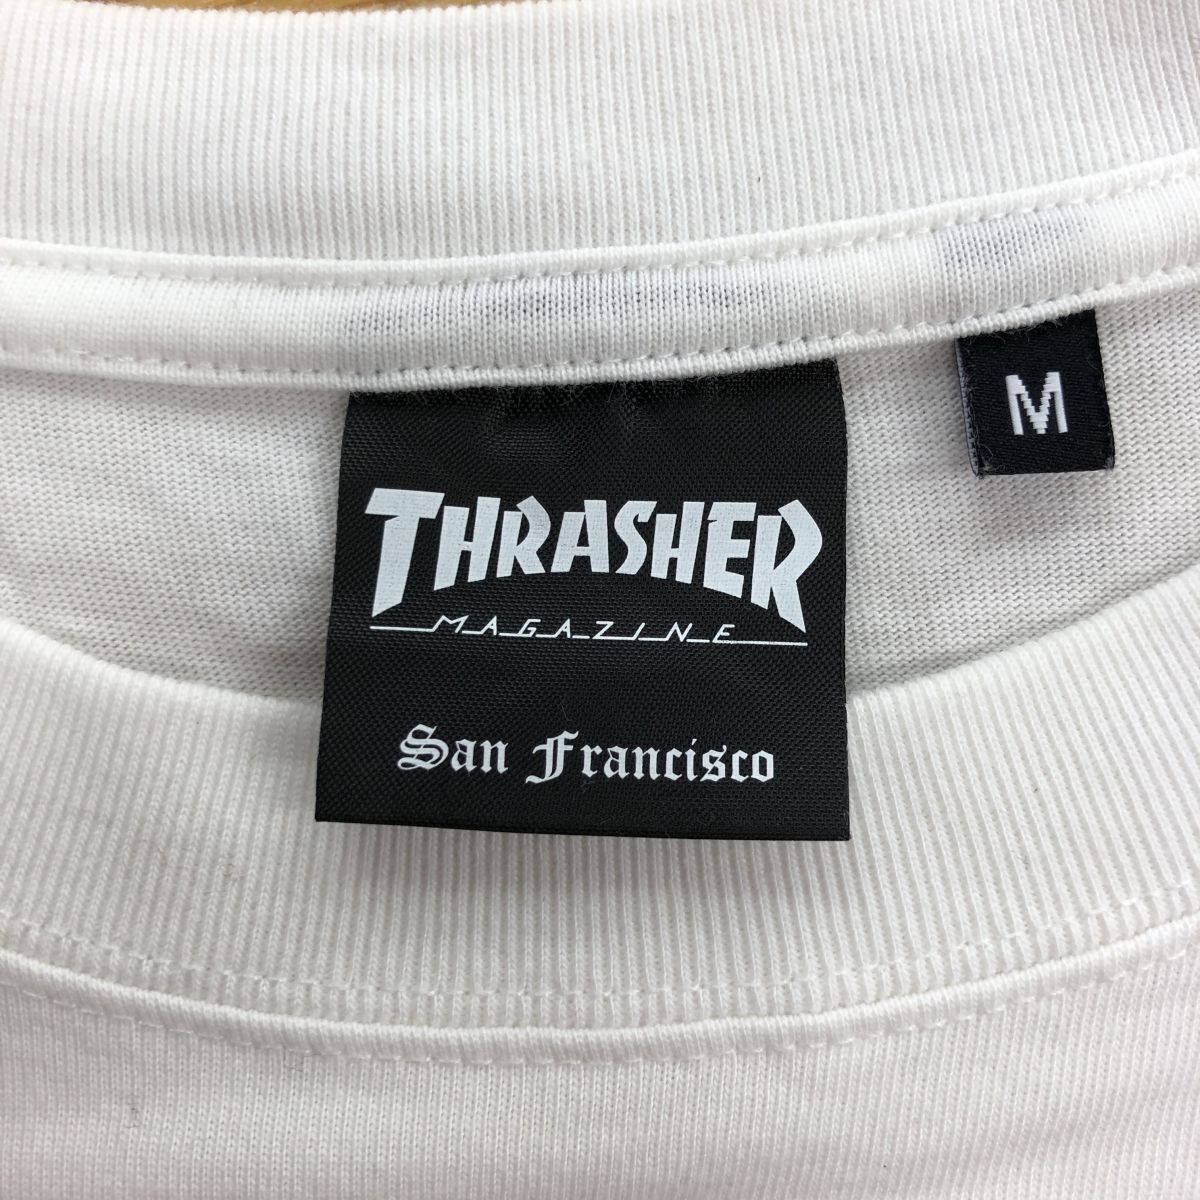 THRASHER
MAGAZINE
San Francisco
M